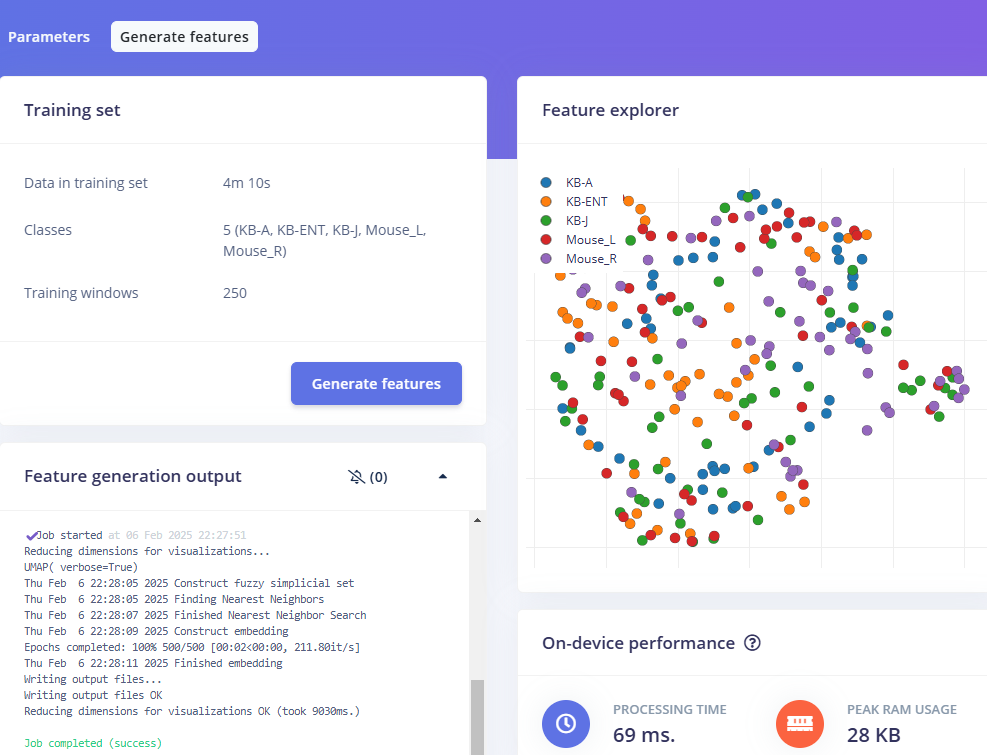 Parameters
Generate features
Training set
Data in training set 4m 10s
Classes 5 (KB-A, KB-ENT, KB-J, Mouse_L,
Mouse_R)
Training windows 250
Generate features
Feature generation output (0)
Job started at 06 Feb 2025 22:27:51
Reducing dimensions for visualizations...
UMAP( verbose=True)
Thu Feb  6 22:28:05 2025 Construct fuzzy simplicial set
Thu Feb  6 22:28:05 2025 Finding Nearest Neighbors
Thu Feb  6 22:28:07 2025 Finished Nearest Neighbor Search
Thu Feb  6 22:28:09 2025 Construct embedding
Epochs completed: 100% 500/500 [00:02<00:00, 211.80it/s]
Thu Feb  6 22:28:11 2025 Finished embedding
Writing output files...
Writing output files OK
Reducing dimensions for visualizations OK (took 9030ms.)
Job completed (success)
Feature explorer
KB-A
KB-ENT
KB-J
Mouse_L
Mouse_R
On-device performance ?
PROCESSING TIME
69 ms.
PEAK RAM USAGE
28 KB